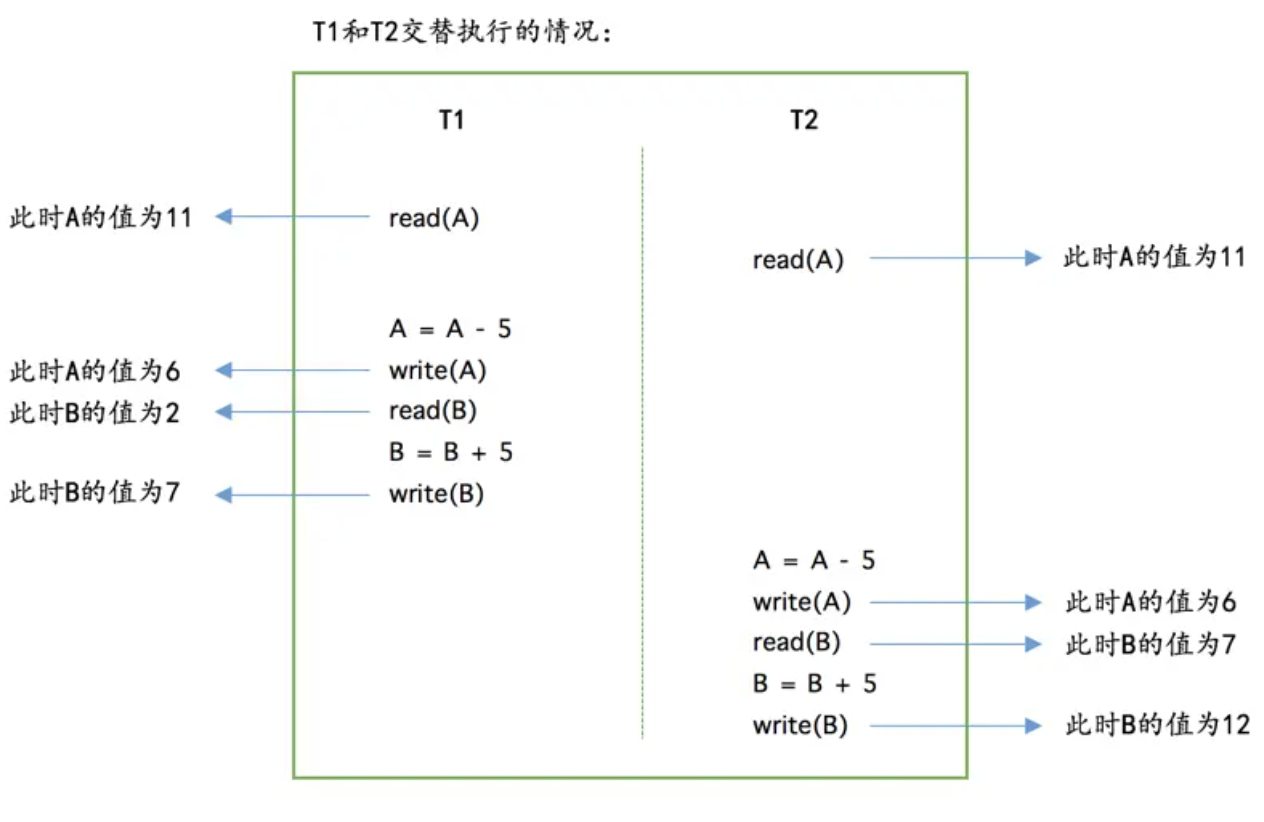 T1和T2交替执行的情况：
T1
T2
此时A的值为11
read(A)
read(A)
此时A的值为11
A = A - 5
此时A的值为6
write(A)
此时B的值为2
read(B)
B = B + 5
此时B的值为7
write(B)
A = A - 5
write(A)
此时A的值为6
read(B)
此时B的值为7
B = B + 5
write(B)
此时B的值为12